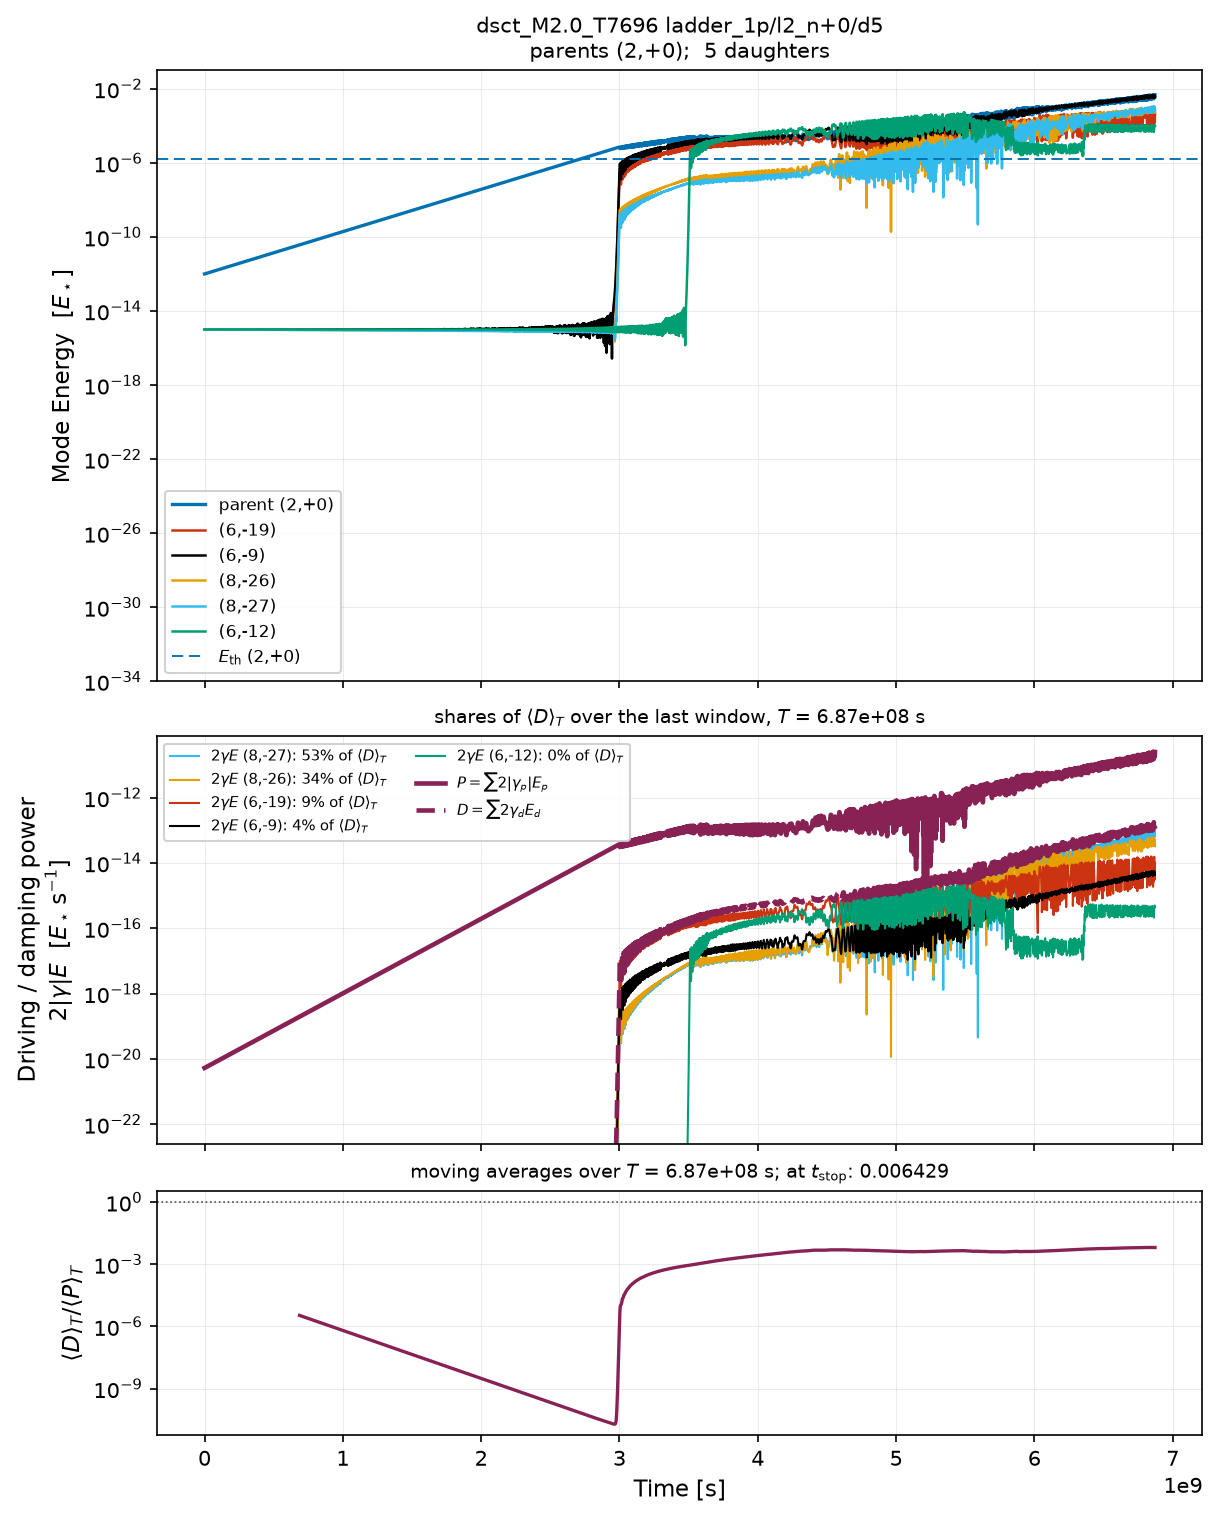 dsct_M2.0_T7696 ladder_1p/l2_n+0/d5
parents (2,+0);  5 daughters
10⁻²
10⁻⁶
10⁻¹⁰
10⁻¹⁴
10⁻¹⁸
10⁻²²
10⁻²⁶
10⁻³⁰
10⁻³⁴
Mode Energy [E⋆]
parent (2,+0)
(6,-19)
(6,-9)
(8,-26)
(8,-27)
(6,-12)
E_th (2,+0)
shares of ⟨D⟩_T over the last window, T = 6.87e+08 s
2γE (8,-27): 53% of ⟨D⟩_T
2γE (8,-26): 34% of ⟨D⟩_T
2γE (6,-19): 9% of ⟨D⟩_T
2γE (6,-9): 4% of ⟨D⟩_T
2γE (6,-12): 0% of ⟨D⟩_T
P = ∑2|γ_p|E_p
D = ∑2γ_dE_d
10⁻¹²
10⁻¹⁴
10⁻¹⁶
10⁻¹⁸
10⁻²⁰
10⁻²²
Driving / damping power
2|γ|E [E⋆ s⁻¹]
moving averages over T = 6.87e+08 s; at t_stop: 0.006429
10⁰
10⁻³
10⁻⁶
10⁻⁹
⟨D⟩_T/⟨P⟩_T
0 1 2 3 4 5 6 7
1e9
Time [s]